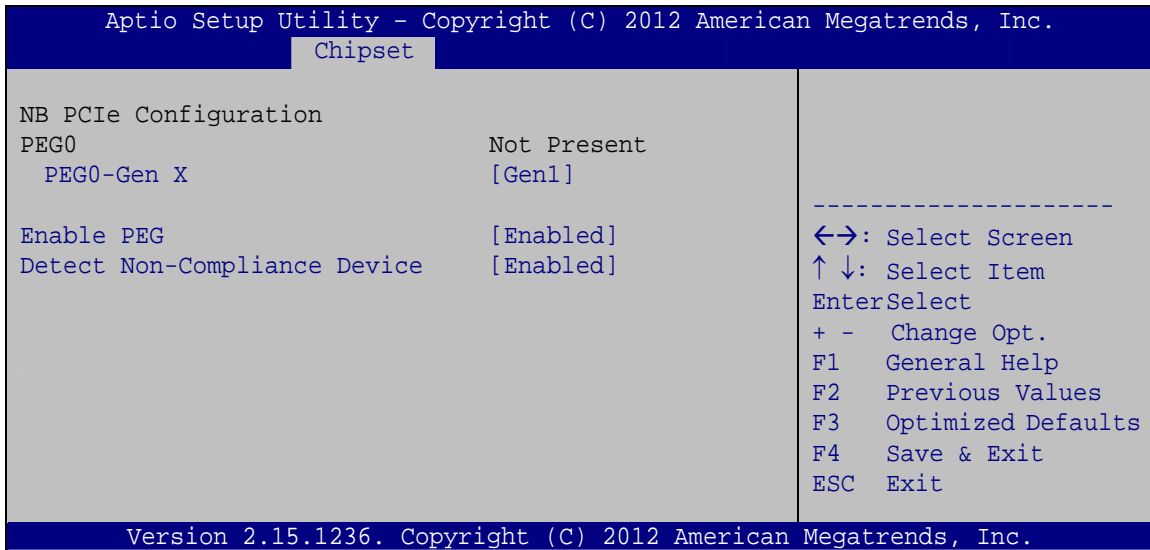 Aptio Setup Utility – Copyright (C) 2012 American Megatrends, Inc.
Chipset
NB PCIe Configuration
PEG0 Not Present
PEG0-Gen X [Gen1]
Enable PEG [Enabled]
Detect Non-Compliance Device [Enabled]
---------------------
←→: Select Screen
↑ ↓: Select Item
EnterSelect
+ - Change Opt.
F1 General Help
F2 Previous Values
F3 Optimized Defaults
F4 Save & Exit
ESC Exit
Version 2.15.1236. Copyright (C) 2012 American Megatrends, Inc.